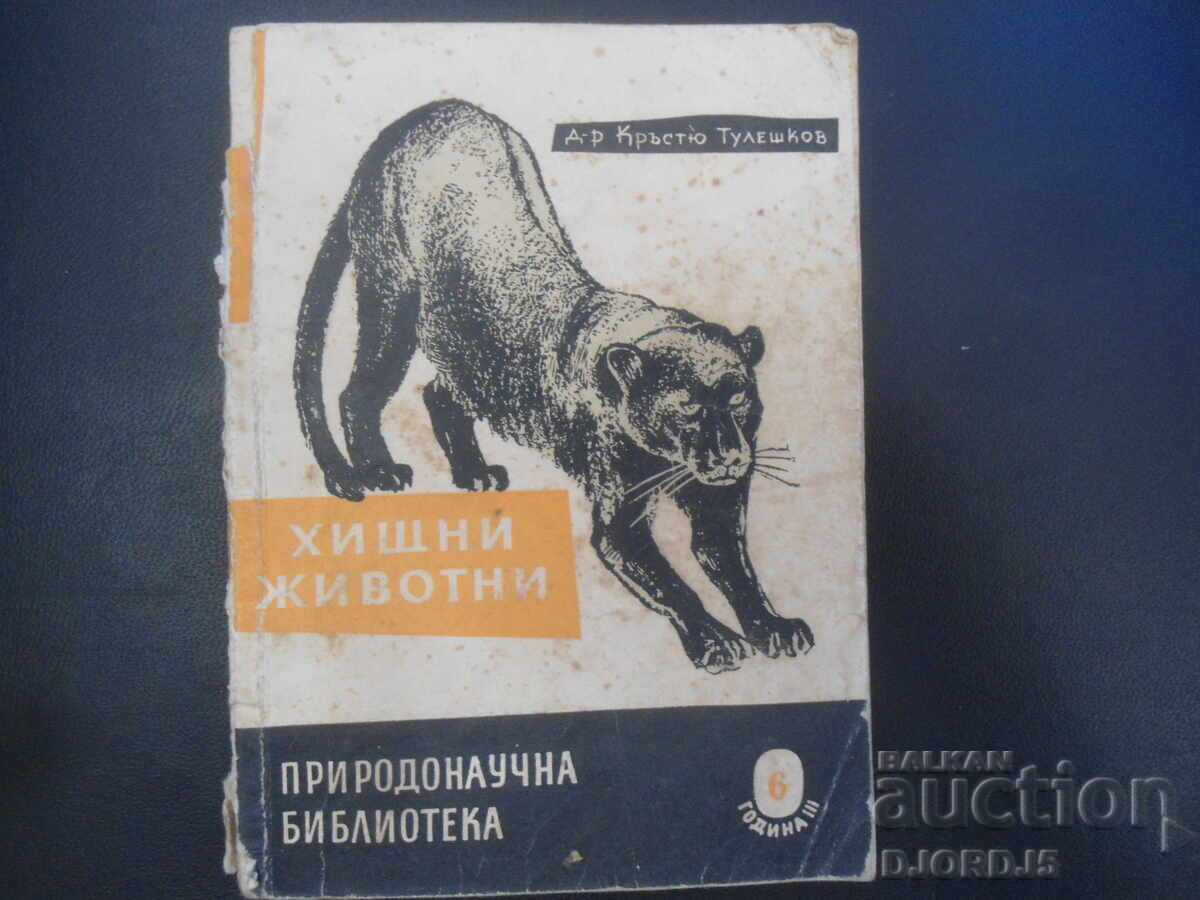 д-р Кръстю Тулешков
ХИЩНИ
ЖИВОТНИ
ПРИРОДОНАУЧНА
БИБЛИОТЕКА
6
ГОДИНА III
BALKAN
auction
DJORDJ5